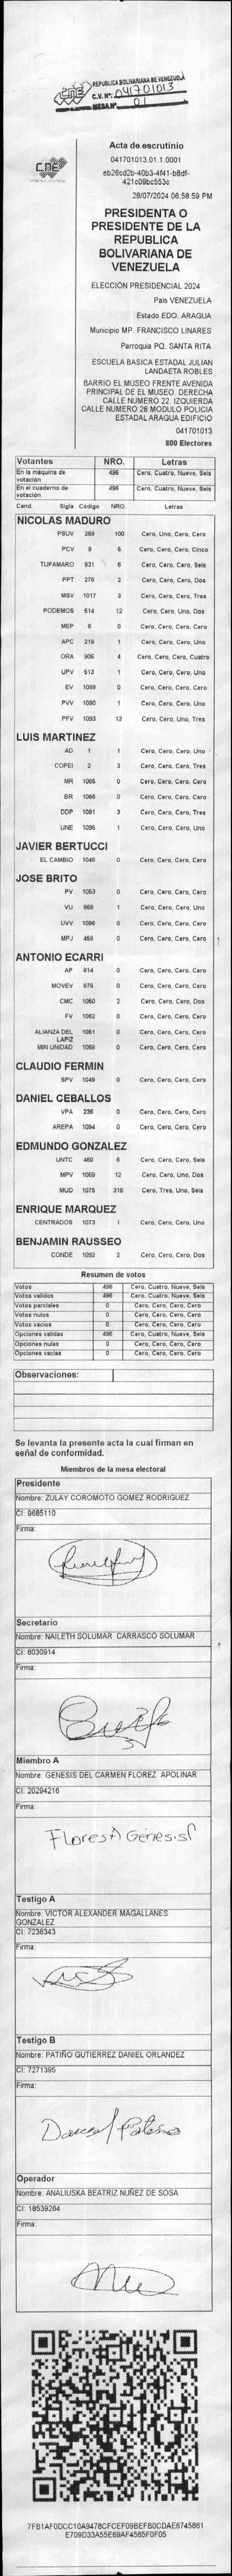 REPUBLICA BOLIVARIANA DE VENEZUELA
CNE C.V. Nº: 041701013
MESA Nº 01
CNE
Acta de escrutinio
041701013.01.1.0001
421c09bc553c
28/07/2024 06:58:59 PM
PRESIDENTA O
PRESIDENTE DE LA
REPUBLICA
BOLIVARIANA DE
VENEZUELA
ELECCIÓN PRESIDENCIAL 2024
Pais VENEZUELA
Estado EDO. ARAGUA
Municipio MP. FRANCISCO LINARES
Parroquia PQ. SANTA RITA
ESCUELA BASICA ESTADAL JULIAN
LANDAETA ROBLES
BARRIO EL MUSEO FRENTE AVENIDA
PRINCIPAL DE EL MUSEO. DERECHA
CALLE NUMERO 22. IZQUIERDA
CALLE NUMERO 28 MODULO POLICIA
ESTADAL ARAGUA EDIFICIO
041701013
800 Electores
Votantes NRO. Letras
En la máquina de votación 496 Cero, Cuatro, Nueve, Seis
En el cuaderno de votación 496 Cero, Cuatro, Nueve, Seis
Cand. Sigla Codigo NRO. Letras
NICOLAS MADURO
PSUV 269 100 Cero, Uno, Cero, Cero
PCV 9 5 Cero, Cero, Cero, Cinco
TUPAMARO 931 6 Cero, Cero, Cero, Seis
PPT 276 2 Cero, Cero, Cero, Dos
MSV 1017 3 Cero, Cero, Cero, Tres
PODEMOS 514 12 Cero, Cero, Uno, Dos
MEP 6 0 Cero, Cero, Cero, Cero
APC 219 1 Cero, Cero, Cero, Uno
ORA 906 4 Cero, Cero, Cero, Cuatro
UPV 513 1 Cero, Cero, Cero, Uno
EV 1089 0 Cero, Cero, Cero, Cero
PVV 1090 1 Cero, Cero, Cero, Uno
PFV 1093 13 Cero, Cero, Uno, Tres
LUIS MARTINEZ
AD 1 1 Cero, Cero, Cero, Uno
COPEI 2 3 Cero, Cero, Cero, Tres
MR 1065 0 Cero, Cero, Cero, Cero
BR 1066 0 Cero, Cero, Cero, Cero
DDP 1091 3 Cero, Cero, Cero, Tres
UNE 1095 1 Cero, Cero, Cero, Uno
JAVIER BERTUCCI
EL CAMBIO 1048 0 Cero, Cero, Cero, Cero
JOSE BRITO
PV 1053 0 Cero, Cero, Cero, Cero
VU 868 1 Cero, Cero, Cero, Uno
UVV 1096 0 Cero, Cero, Cero, Cero
MPJ 458 0 Cero, Cero, Cero, Cero
ANTONIO ECARRI
AP 814 0 Cero, Cero, Cero, Cero
MOVEV 879 0 Cero, Cero, Cero, Cero
CMC 1050 2 Cero, Cero, Cero, Dos
FV 1062 0 Cero, Cero, Cero, Cero
ALIANZA DEL LAPIZ 1051 0 Cero, Cero, Cero, Cero
MIN UNIDAD 1068 0 Cero, Cero, Cero, Cero
CLAUDIO FERMIN
SPV 1049 0 Cero, Cero, Cero, Cero
DANIEL CEBALLOS
VPA 236 0 Cero, Cero, Cero, Cero
AREPA 1094 0 Cero, Cero, Cero, Cero
EDMUNDO GONZALEZ
UNTC 460 6 Cero, Cero, Cero, Seis
MPV 1069 12 Cero, Cero, Uno, Dos
MUD 1075 316 Cero, Tres, Uno, Seis
ENRIQUE MARQUEZ
CENTRADOS 1073 1 Cero, Cero, Cero, Uno
BENJAMIN RAUSSEO
CONDE 1092 2 Cero, Cero, Cero, Dos
Resumen de votos
Votos 496 Cero, Cuatro, Nueve, Seis
Votos validos 496 Cero, Cuatro, Nueve, Seis
Votos parciales 0 Cero, Cero, Cero, Cero
Votos nulos 0 Cero, Cero, Cero, Cero
Votos vacios 0 Cero, Cero, Cero, Cero
Opciones validas 496 Cero, Cuatro, Nueve, Seis
Opciones nulas 0 Cero, Cero, Cero, Cero
Opciones vacias 0 Cero, Cero, Cero, Cero
Observaciones:
Se levanta la presente acta la cual firman en
señal de conformidad.
Miembros de la mesa electoral
Presidente
Nombre: ZULAY COROMOTO GOMEZ RODRIGUEZ
CI: 9685110
Firma:
Secretario
Nombre: NAILETH SOLUMAR CARRASCO SOLUMAR
CI: 6030914
Firma:
Miembro A
Nombre: GENESIS DEL CARMEN FLOREZ APOLINAR
CI: 20294216
Firma:
Testigo A
Nombre: VICTOR ALEXANDER MAGALLANES
GONZALEZ
CI: 7236343
Firma:
Testigo B
Nombre: PATIÑO GUTIERREZ DANIEL ORLANDEZ
CI: 7271395
Firma:
Operador
Nombre: ANALIUSKA BEATRIZ NUÑEZ DE SOSA
CI: 18539264
Firma:
7FB1AF0DCC10A9478CFCEF09BEFB0CDAE6745861
E709D33A55E69AF4565F0F05